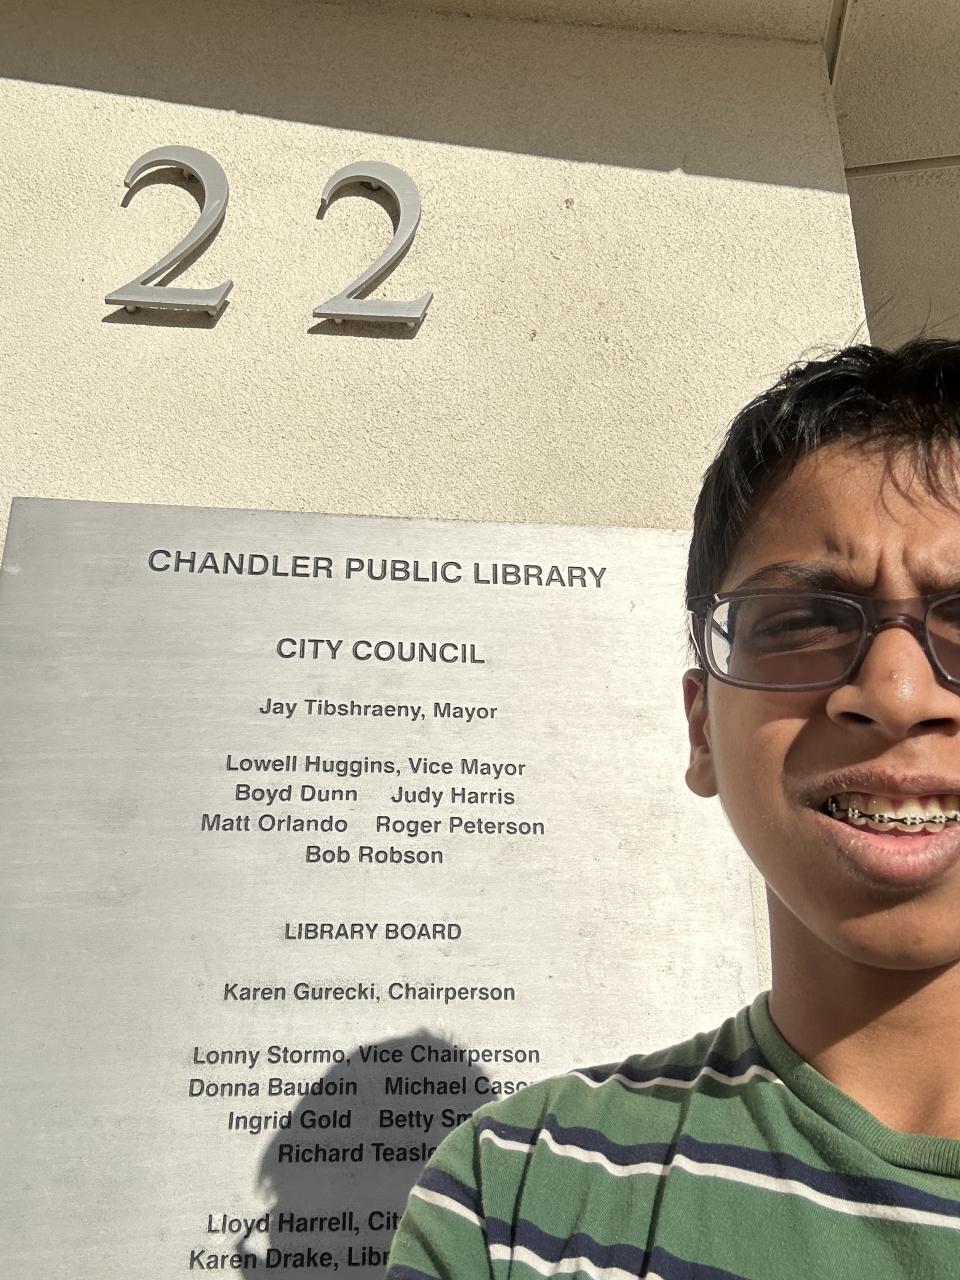 22
CHANDLER PUBLIC LIBRARY
CITY COUNCIL
Jay Tibshraeny, Mayor
Lowell Huggins, Vice Mayor
Boyd Dunn Judy Harris
Matt Orlando Roger Peterson
Bob Robson
LIBRARY BOARD
Karen Gurecki, Chairperson
Lonny Stormo, Vice Chairperson
Donna Baudoin Michael
Ingrid Gold Betty
Richard
Lloyd Harrell,
Karen Drake,